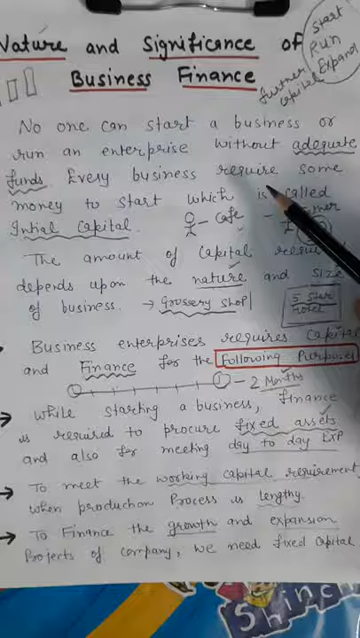 Nature and Significance of
Business Finance
Start
Run
Expand
further
capital
No one can start a business or
run an enterprise without adequate
funds Every business require some
money to start which is called
Intial Capital.
- Cafe -
The amount of Capital
depends upon the nature and size
of business. → Groosery Shop
5 Star
Hotel
Business enterprises requires Capital
and Finance for the Following Purposes
- 2 Months
→ While starting a business, finance
is required to procure fixed assets
and also for meeting day to day EXP
→ To meet the working capital requirement
when production Process is lengthy.
→ To Finance the growth and expansion
Projects of company, we need fixed Capital
Shinch